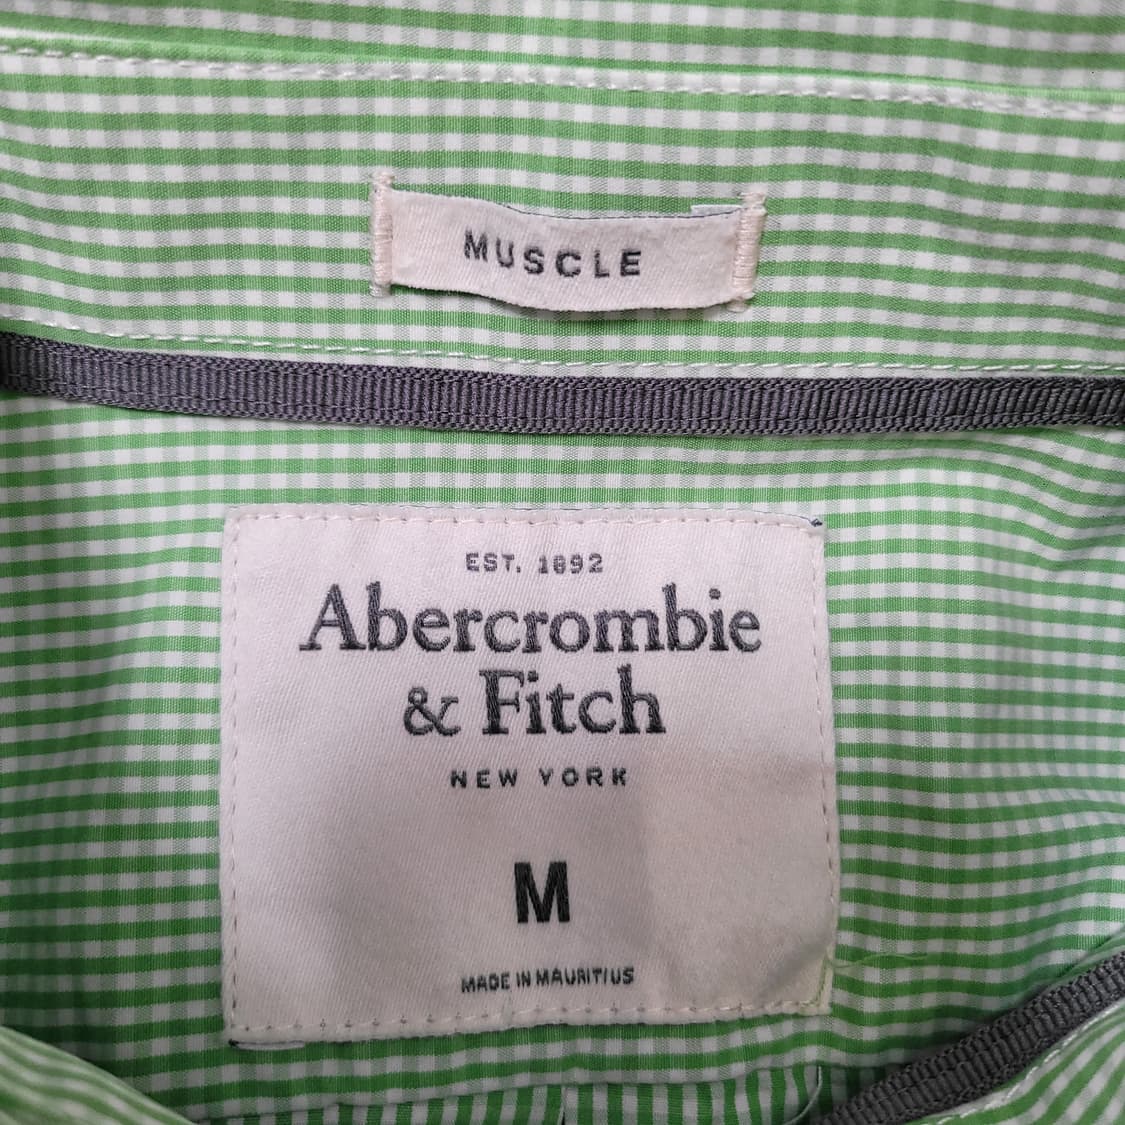 MUSCLE
EST. 1892
Abercrombie
& Fitch
NEW YORK
M
MADE IN MAURITIUS